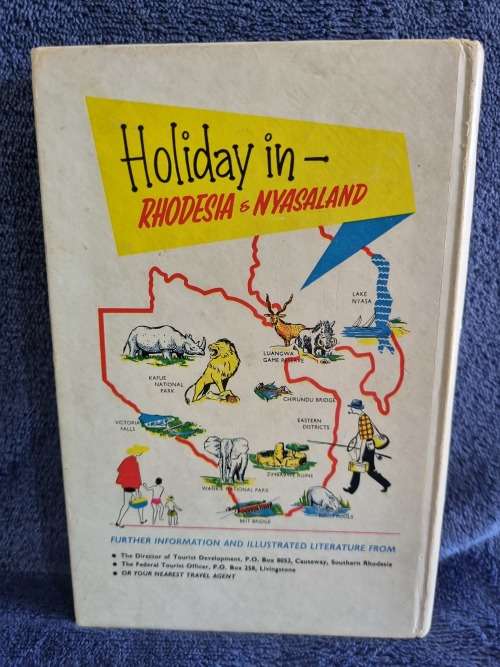 Holiday in —
RHODESIA & NYASALAND
LAKE
NYASA
LUANGWA
GAME RESERVE
KAFUE
NATIONAL
PARK
CHIRUNDU BRIDGE
VICTORIA
FALLS
EASTERN
DISTRICTS
ZIMBABWE RUINS
WANKIE NATIONAL PARK
BEIT BRIDGE
FURTHER INFORMATION AND ILLUSTRATED LITERATURE FROM
● The Director of Tourist Development, P.O. Box 8052, Causeway, Southern Rhodesia
● The Federal Tourist Officer, P.O. Box 258, Livingstone
● OR YOUR NEAREST TRAVEL AGENT